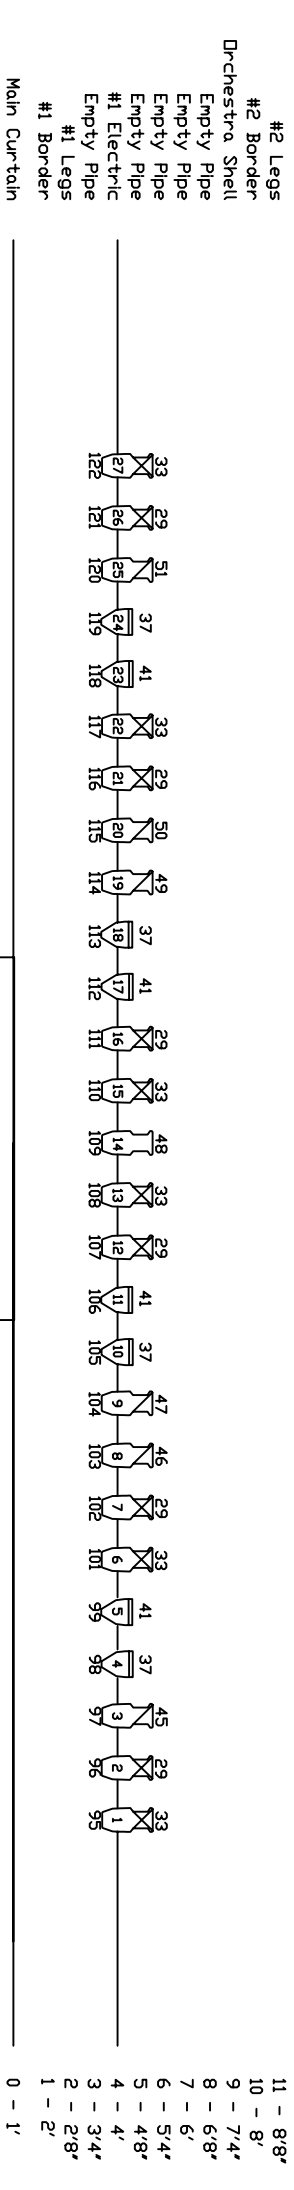 #2 Legs 11 - 8'8"
#2 Border 10 - 8'
Orchestra Shell 9 - 7'4"
Empty Pipe 8 - 6'8"
Empty Pipe 7 - 6'
Empty Pipe 6 - 5'4"
Empty Pipe 5 - 4'8"
33 29 51 37 41 33 29 50 49 37 41 29 33 48 33 29 41 37 47 46 29 33 41 37 45 29 33
#1 Electric 27 26 25 24 23 22 21 20 19 18 17 16 15 14 13 12 11 10 9 8 7 6 5 4 3 2 1 4 - 4'
Empty Pipe 122 121 120 119 118 117 116 115 114 113 112 111 110 109 108 107 106 105 104 103 102 101 99 98 97 96 95 3 - 3'4"
#1 Legs 2 - 2'8"
#1 Border 1 - 2'
Main Curtain 0 - 1'